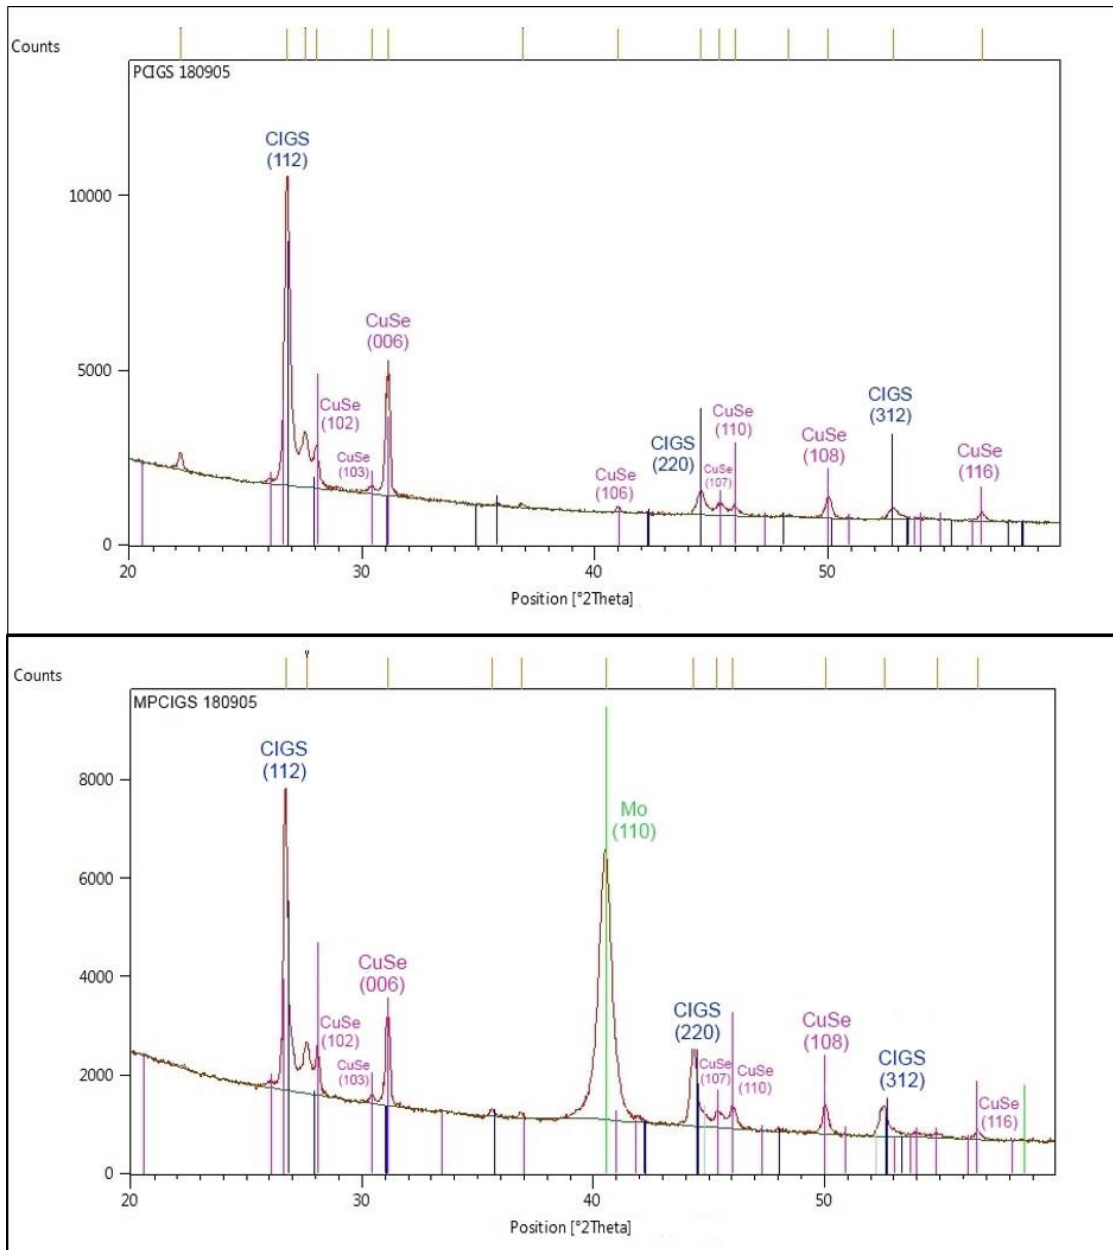 Counts
PCIGS 180905
CIGS
(112)
10000
CuSe
(006)
5000
CuSe
(102)
CuSe
(103)
CuSe
(106)
CIGS
(220)
CuSe
(107)
CuSe
(110)
CuSe
(108)
CIGS
(312)
CuSe
(116)
0
20 30 40 50
Position [°2Theta]
Counts
MPCIGS 180905
CIGS
(112)
8000
Mo
(110)
6000
CuSe
(006)
4000
CuSe
(102)
CuSe
(103)
CIGS
(220)
CuSe
(107)
CuSe
(110)
CuSe
(108)
CIGS
(312)
CuSe
(116)
2000
0
20 30 40 50
Position [°2Theta]